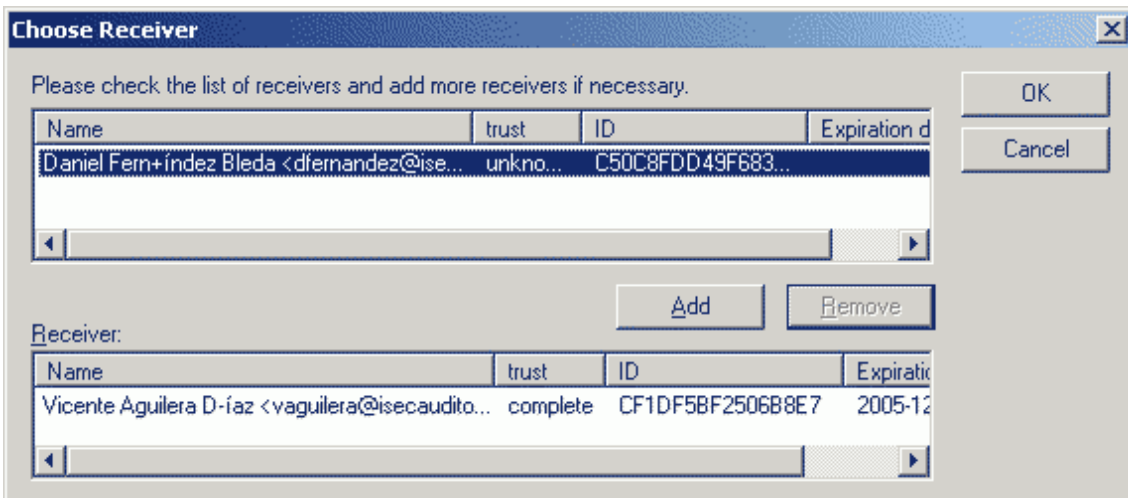 Choose Receiver
Please check the list of receivers and add more receivers if necessary.
OK
Name trust ID Expiration d
Cancel
Daniel Fern+índez Bleda <dfernandez@ise... unkno... C50C8FDD49F683...
Add Remove
Receiver:
Name trust ID Expiratic
Vicente Aguilera D-íaz <vaguilera@isecaudito... complete CF1DF5BF2506B8E7 2005-12